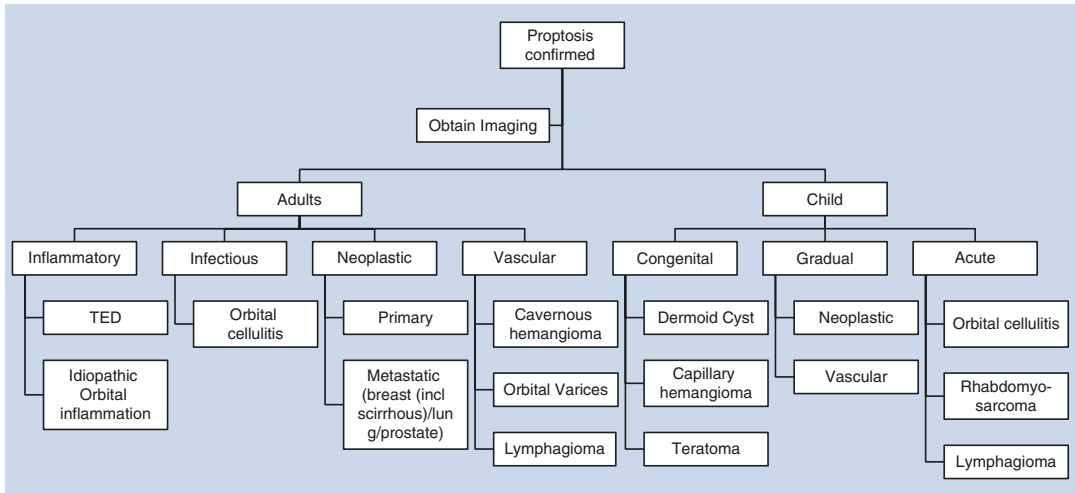 Proptosis
confirmed
Obtain Imaging
Adults
Child
Inflammatory
Infectious
Neoplastic
Vascular
Congenital
Gradual
Acute
TED
Idiopathic
Orbital
inflammation
Orbital
cellulitis
Primary
Metastatic
(breast (incl
scirrhous)/lun
g/prostate)
Cavernous
hemangioma
Orbital Varices
Lymphagioma
Dermoid Cyst
Capillary
hemangioma
Teratoma
Neoplastic
Vascular
Orbital cellulitis
Rhabdomyo-
sarcoma
Lymphagioma